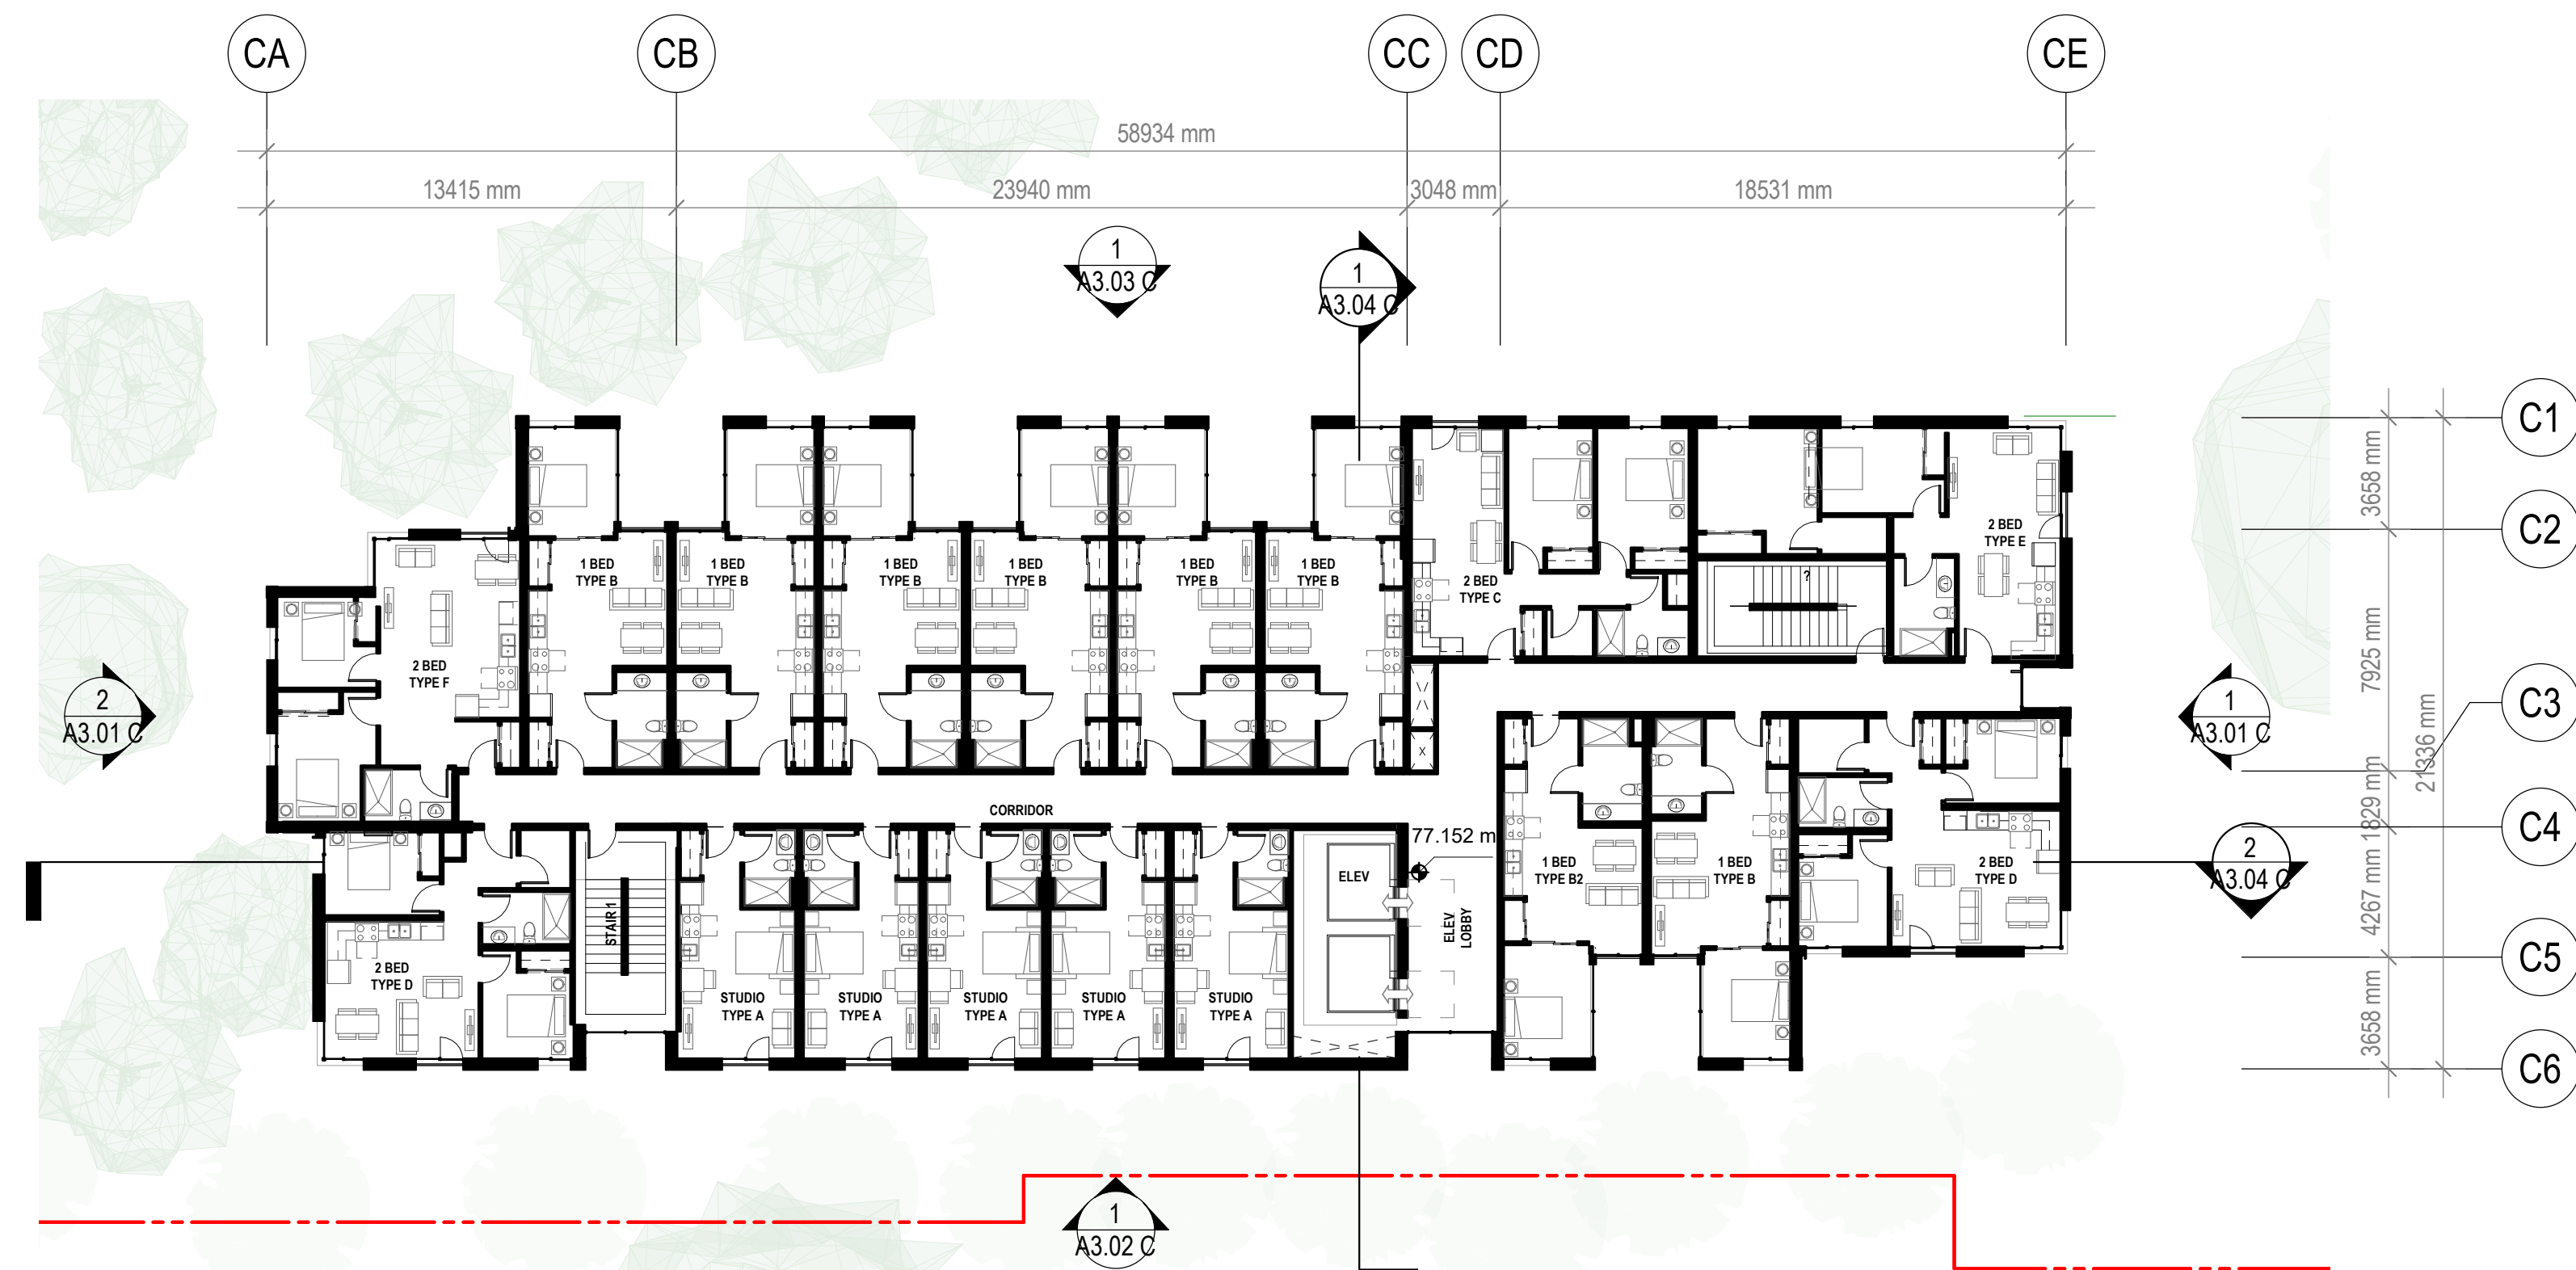 CA
CB
CC
CD
CE
58934 mm
13415 mm
23940 mm
3048 mm
18531 mm
1
A3.03 C
1
A3.04 C
C1
3658 mm
C2
7925 mm
21336 mm
C3
1829 mm
C4
4267 mm
C5
3658 mm
C6
1 BED
TYPE B
1 BED
TYPE B
1 BED
TYPE B
1 BED
TYPE B
1 BED
TYPE B
1 BED
TYPE B
2 BED
TYPE C
?
2 BED
TYPE E
2 BED
TYPE F
2
A3.01 C
1
A3.01 C
CORRIDOR
77.152 m
ELEV
ELEV.
LOBBY
1 BED
TYPE B2
1 BED
TYPE B
2 BED
TYPE D
2
A3.04 C
STAIR 1
2 BED
TYPE D
STUDIO
TYPE A
STUDIO
TYPE A
STUDIO
TYPE A
STUDIO
TYPE A
STUDIO
TYPE A
1
A3.02 C